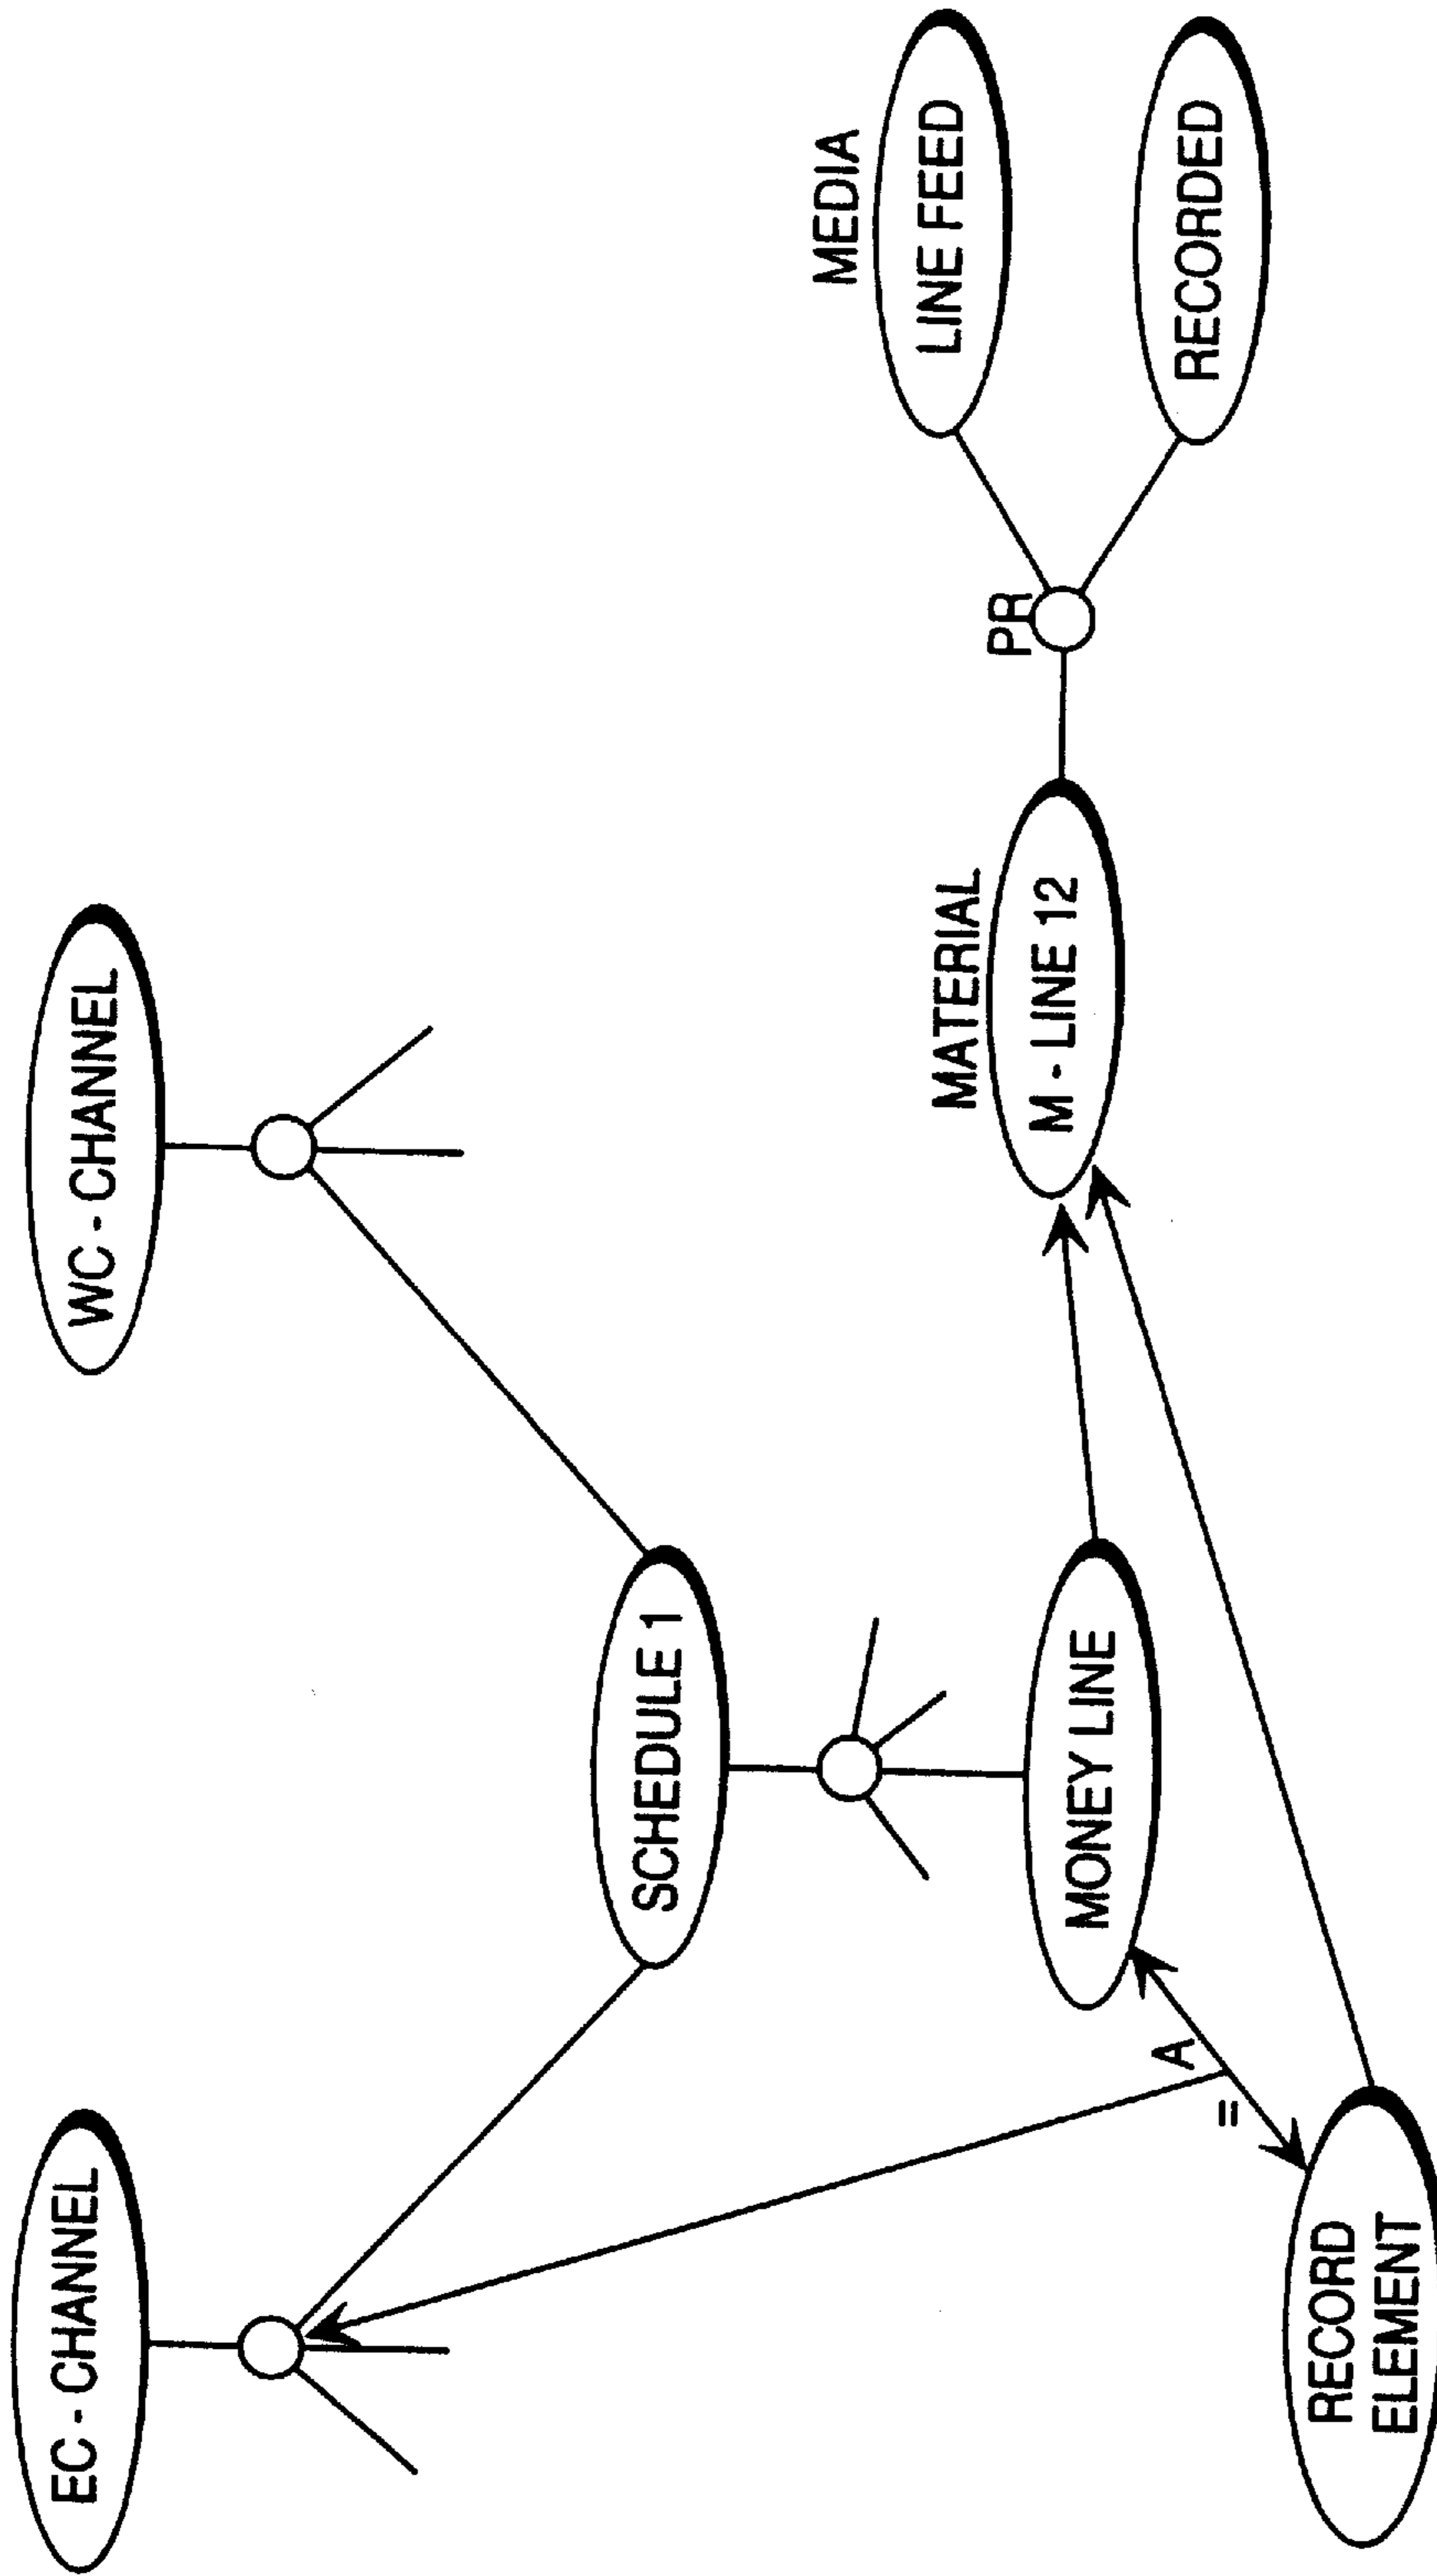 EC - CHANNEL
WC - CHANNEL
SCHEDULE 1
MEDIA
LINE FEED
PR
MATERIAL
M - LINE 12
MONEY LINE
A
=
RECORDED
RECORD
ELEMENT